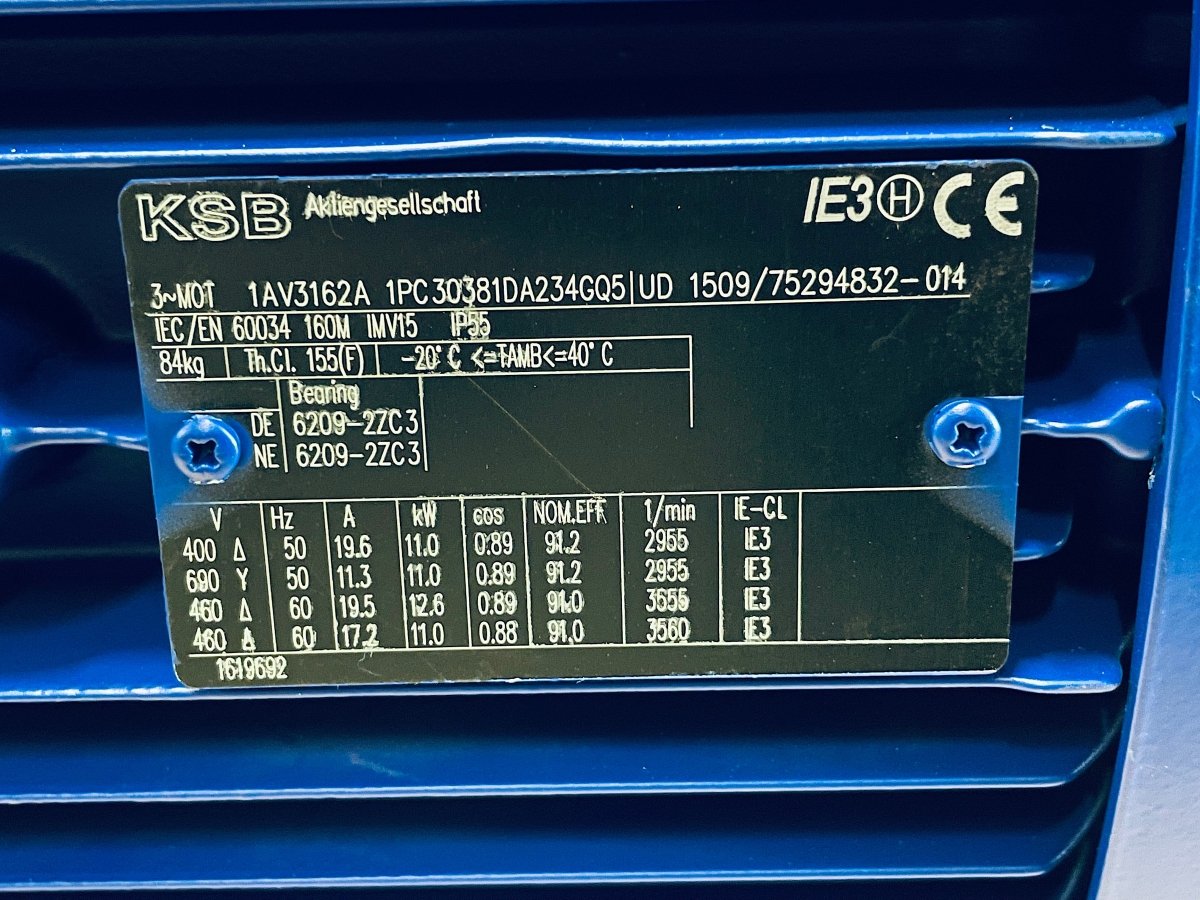 KSB Aktiengesellschaft IE3 H CE
3~MOT 1AV3162A 1PC30381DA234GQ5 UD 1509/75294832-014
IEC/EN 60034 160M IMV15 IP55
84kg Th.Cl. 155(F) -20°C <=TAMB<=40°C
Bearing
DE 6209-2ZC3
NE 6209-2ZC3
V Hz A kW cos NOM.EFF 1/min IE-CL
400 Δ 50 19.6 11.0 0.89 91.2 2955 IE3
690 Y 50 11.3 11.0 0.89 91.2 2955 IE3
460 Δ 60 19.5 12.6 0.89 91.0 3555 IE3
460 Δ 60 17.2 11.0 0.88 91.0 3560 IE3
1619692